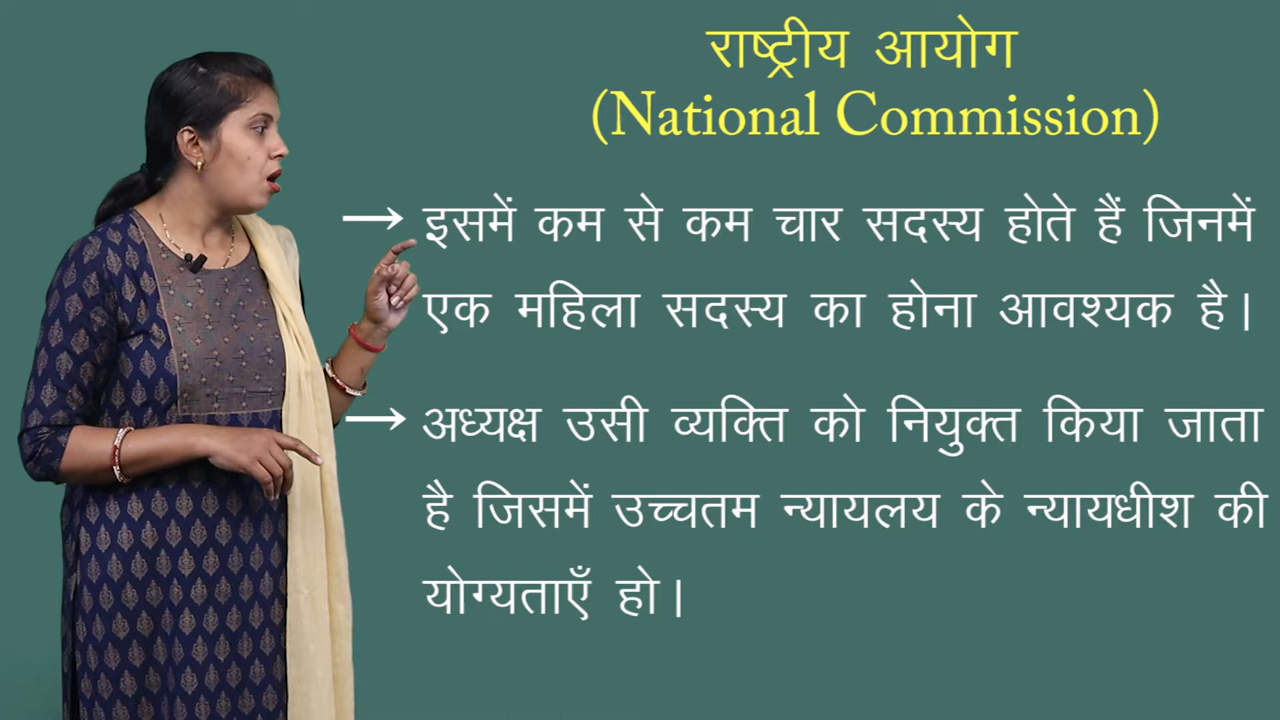 राष्ट्रीय आयोग
(National Commission)
→ इसमें कम से कम चार सदस्य होते हैं जिनमें
एक महिला सदस्य का होना आवश्यक है।
→ अध्यक्ष उसी व्यक्ति को नियुक्त किया जाता
है जिसमें उच्चतम न्यायलय के न्यायधीश की
योग्यताएँ हो।